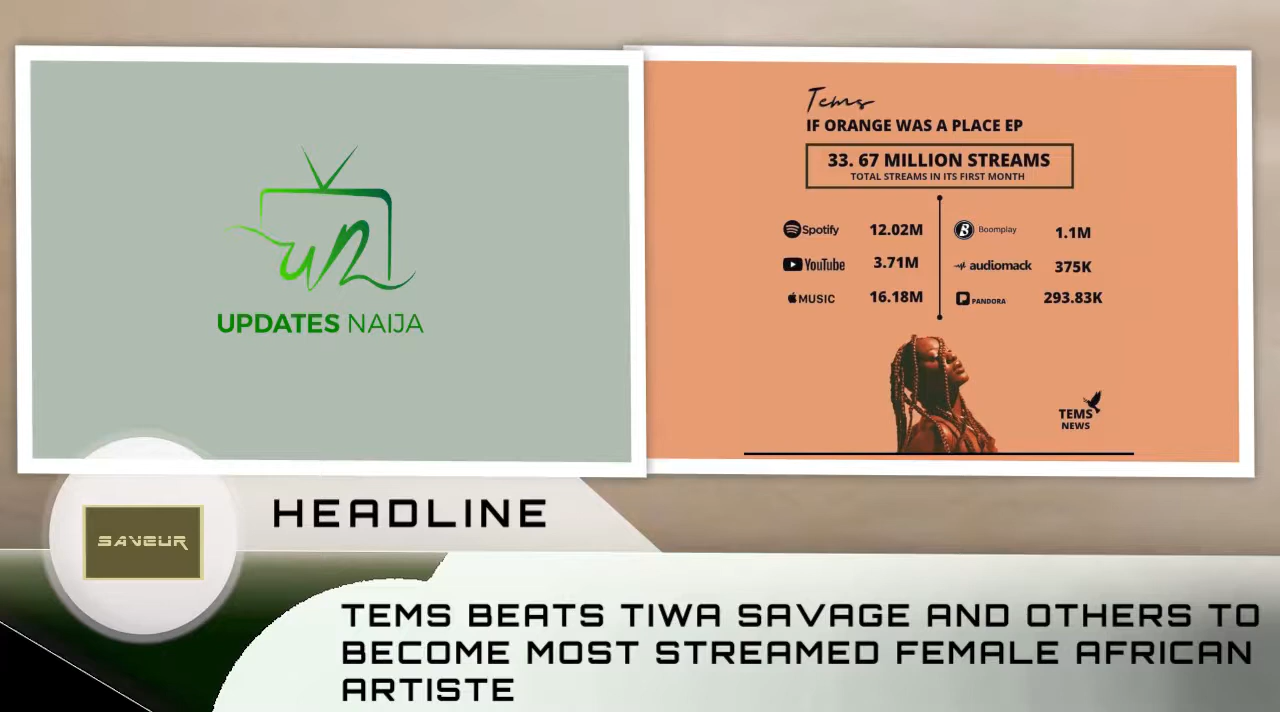 un
UPDATES NAIJA
Tems
IF ORANGE WAS A PLACE EP
33. 67 MILLION STREAMS
TOTAL STREAMS IN ITS FIRST MONTH
Spotify 12.02M
YouTube 3.71M
MUSIC 16.18M
B Boomplay 1.1M
audiomack 375K
P PANDORA 293.83K
TEMS
NEWS
SAVEUR
HEADLINE
TEMS BEATS TIWA SAVAGE AND OTHERS TO
BECOME MOST STREAMED FEMALE AFRICAN
ARTISTE